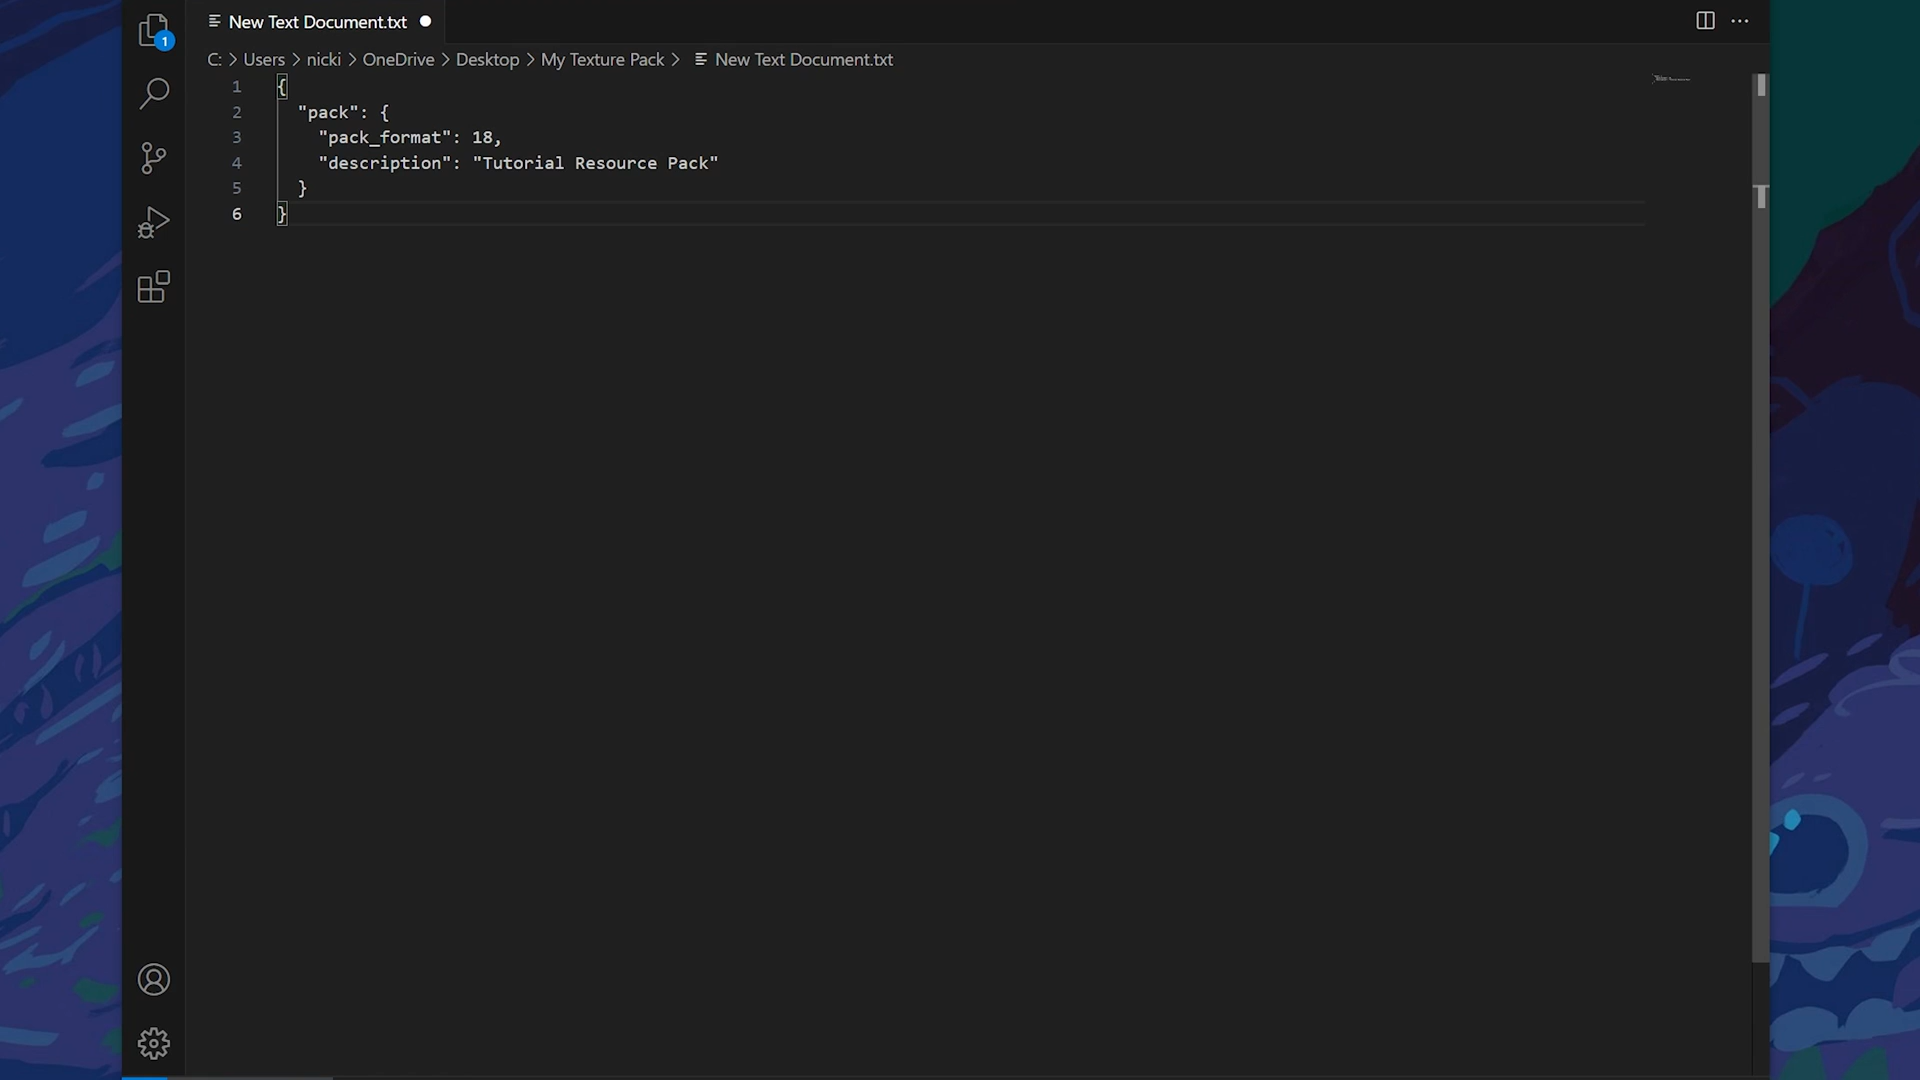 New Text Document.txt
1
C: > Users > nicki > OneDrive > Desktop > My Texture Pack > New Text Document.txt
1 {
2 "pack": {
3 "pack_format": 18,
4 "description": "Tutorial Resource Pack"
5 }
6 }